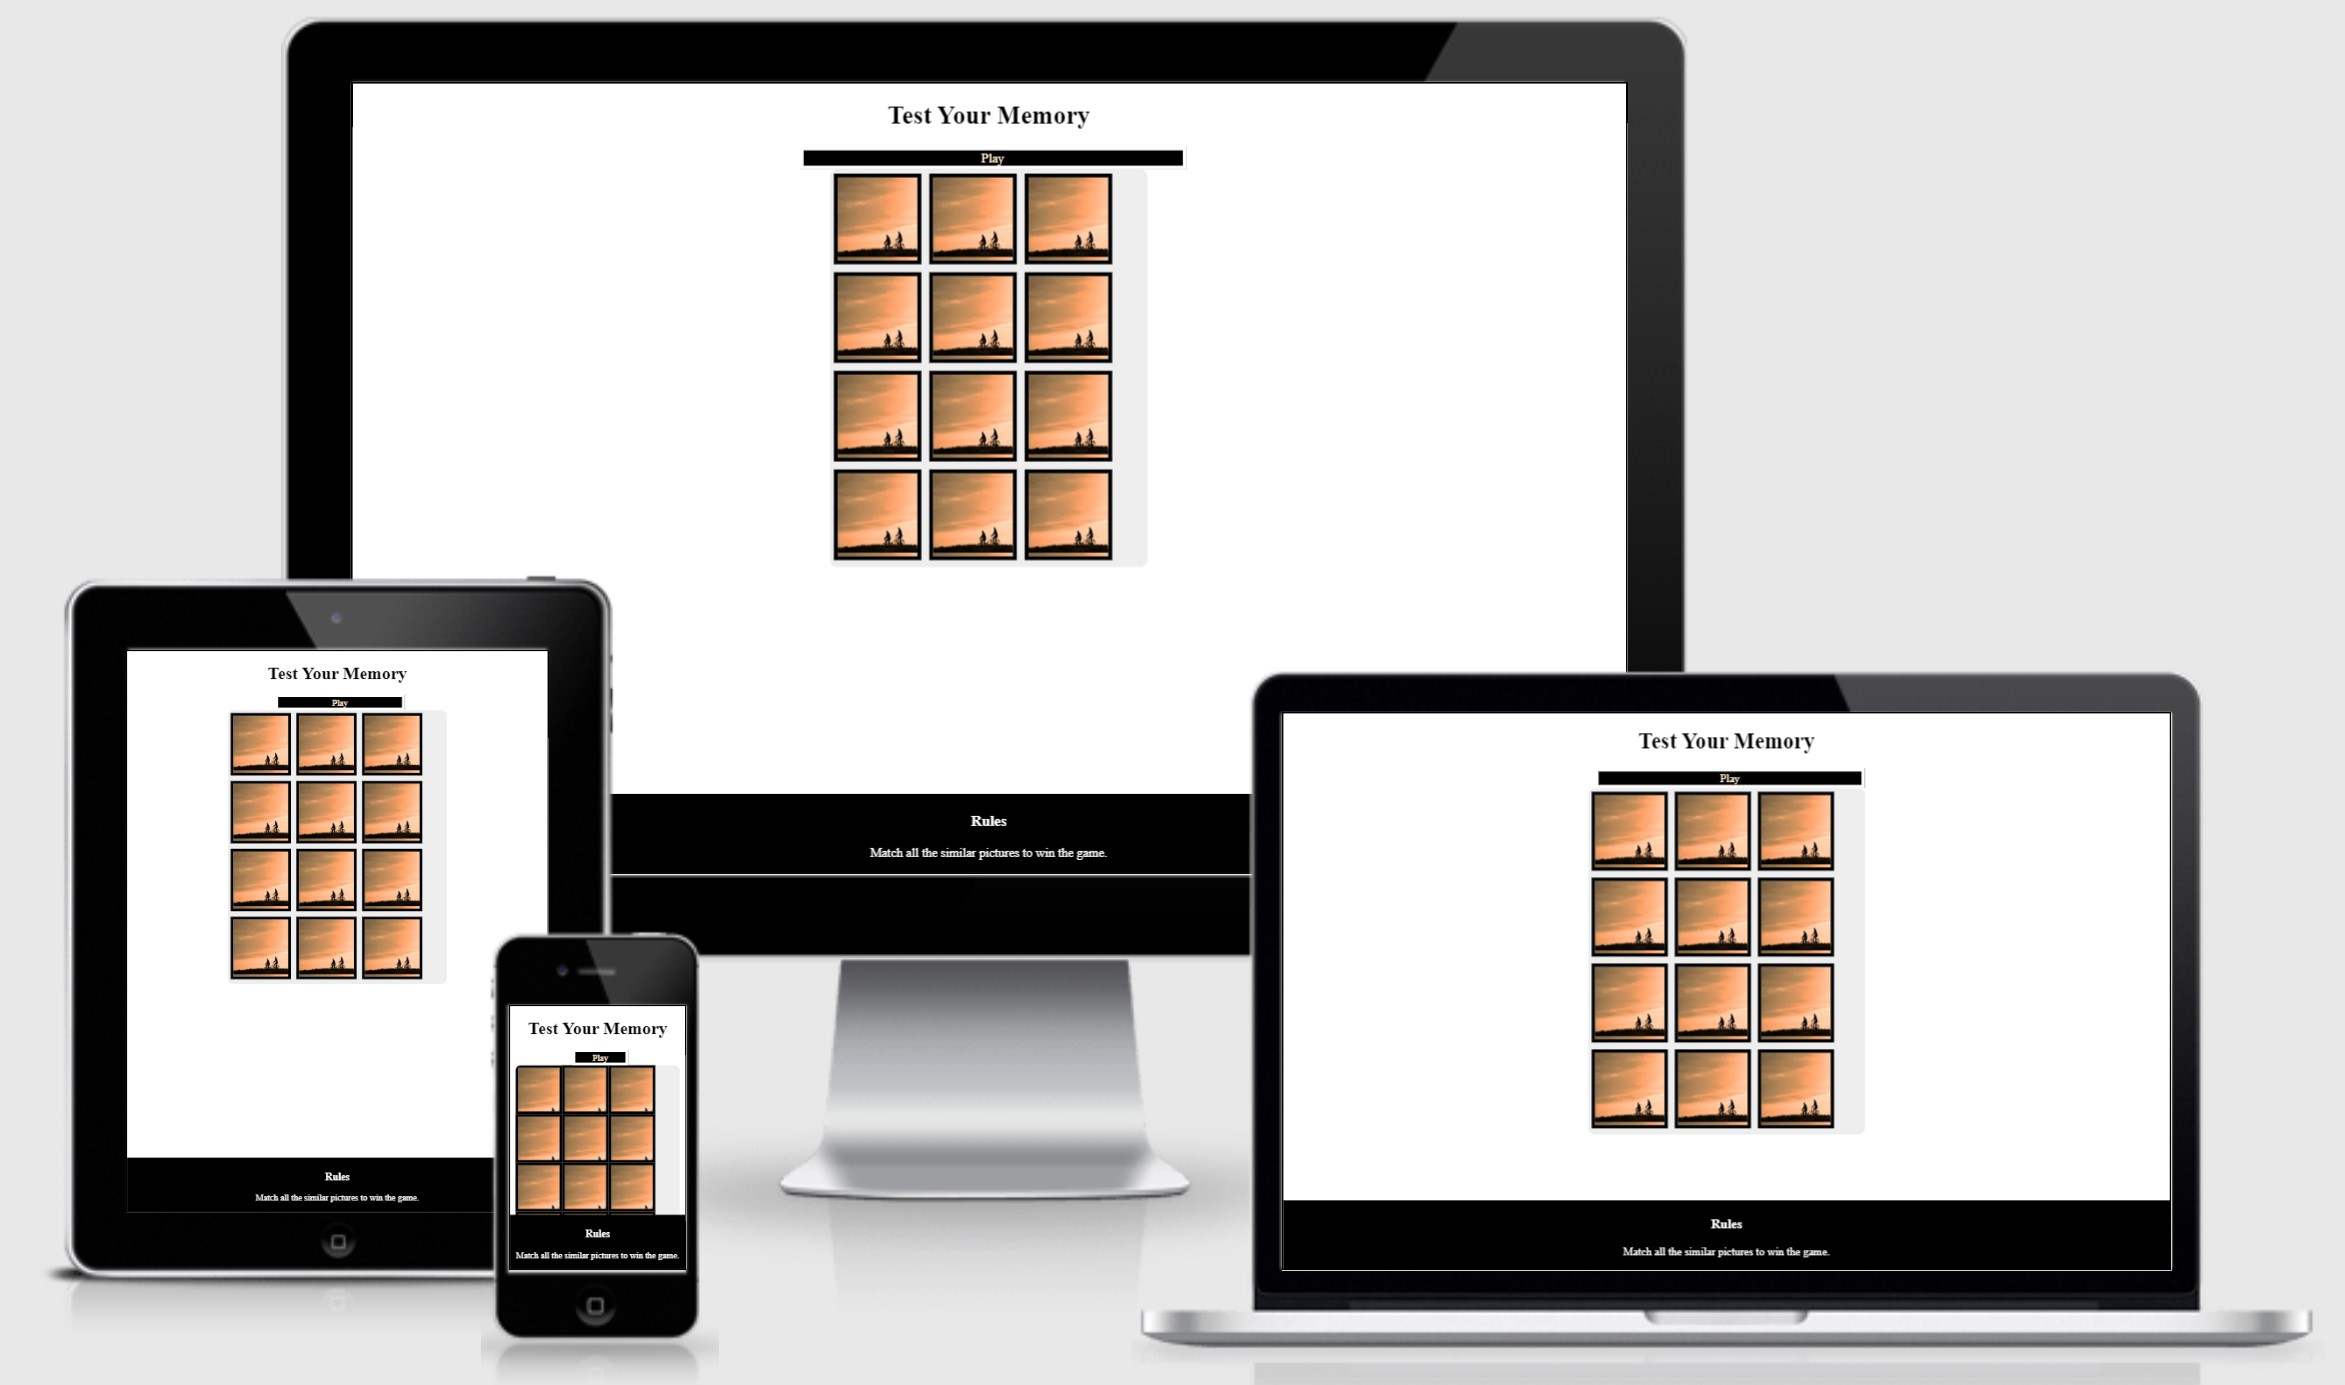 Test Your Memory
Play
Rules
Match all the similar pictures to win the game.
Test Your Memory
Play
Rules
Match all the similar pictures to win the game.
Test Your Memory
Play
Rules
Match all the similar pictures to win the game.
Test Your Memory
Play
Rules
Match all the similar pictures to win the game.